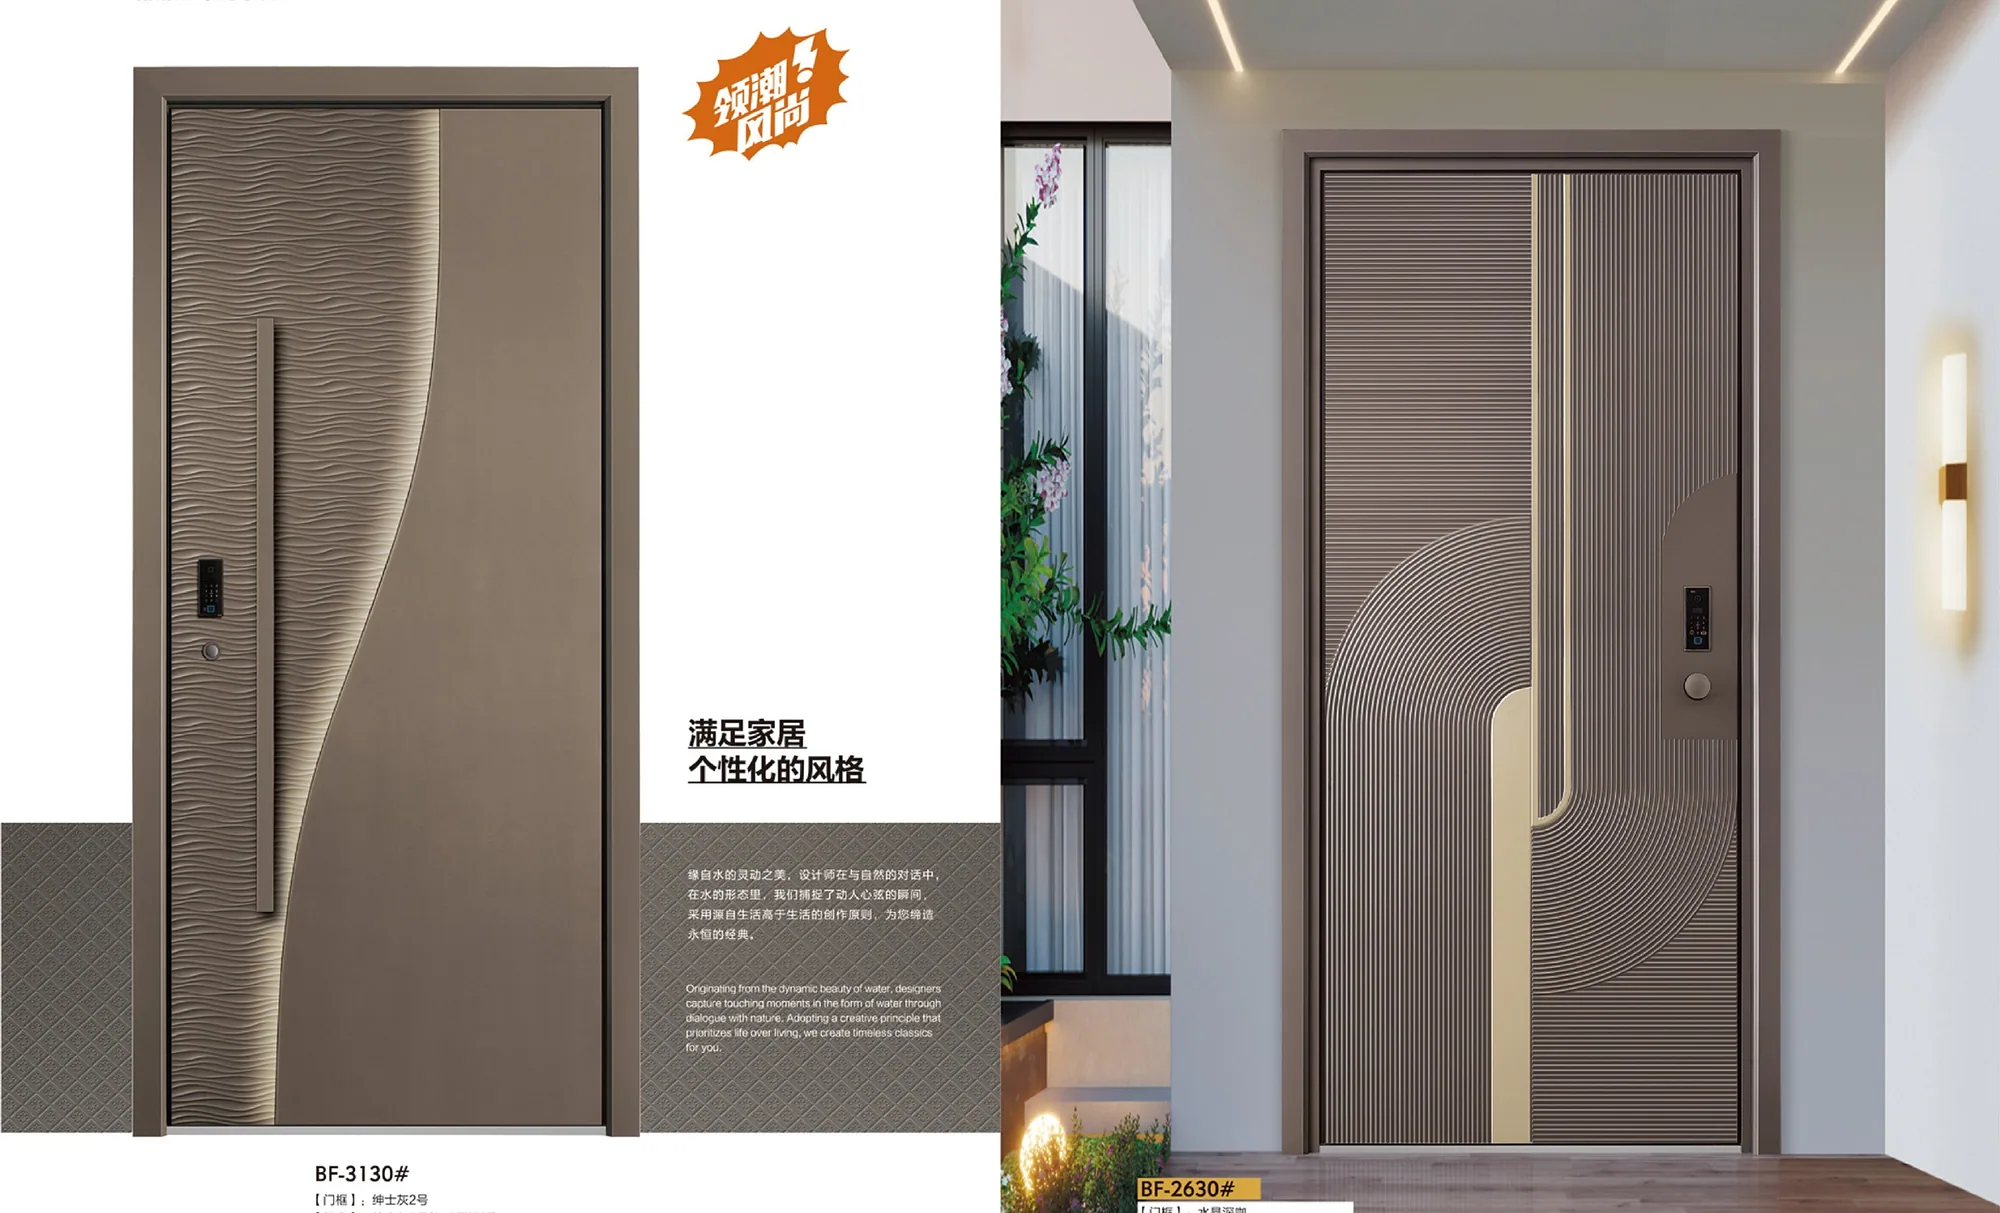 领潮
风尚!
满足家居
个性化的风格
缘自水的灵动之美，设计师在与自然的对话中，
在水的形态里，我们捕捉了动人心弦的瞬间，
采用源自生活高于生活的创作原则，为您缔造
永恒的经典。
Originating from the dynamic beauty of water, designers
capture touching moments in the form of water through
dialogue with nature. Adopting a creative principle that
prioritizes life over living, we create timeless classics
for you.
BF-3130#
【门框】：绅士灰2号
BF-2630#
【门框】：水晶深咖